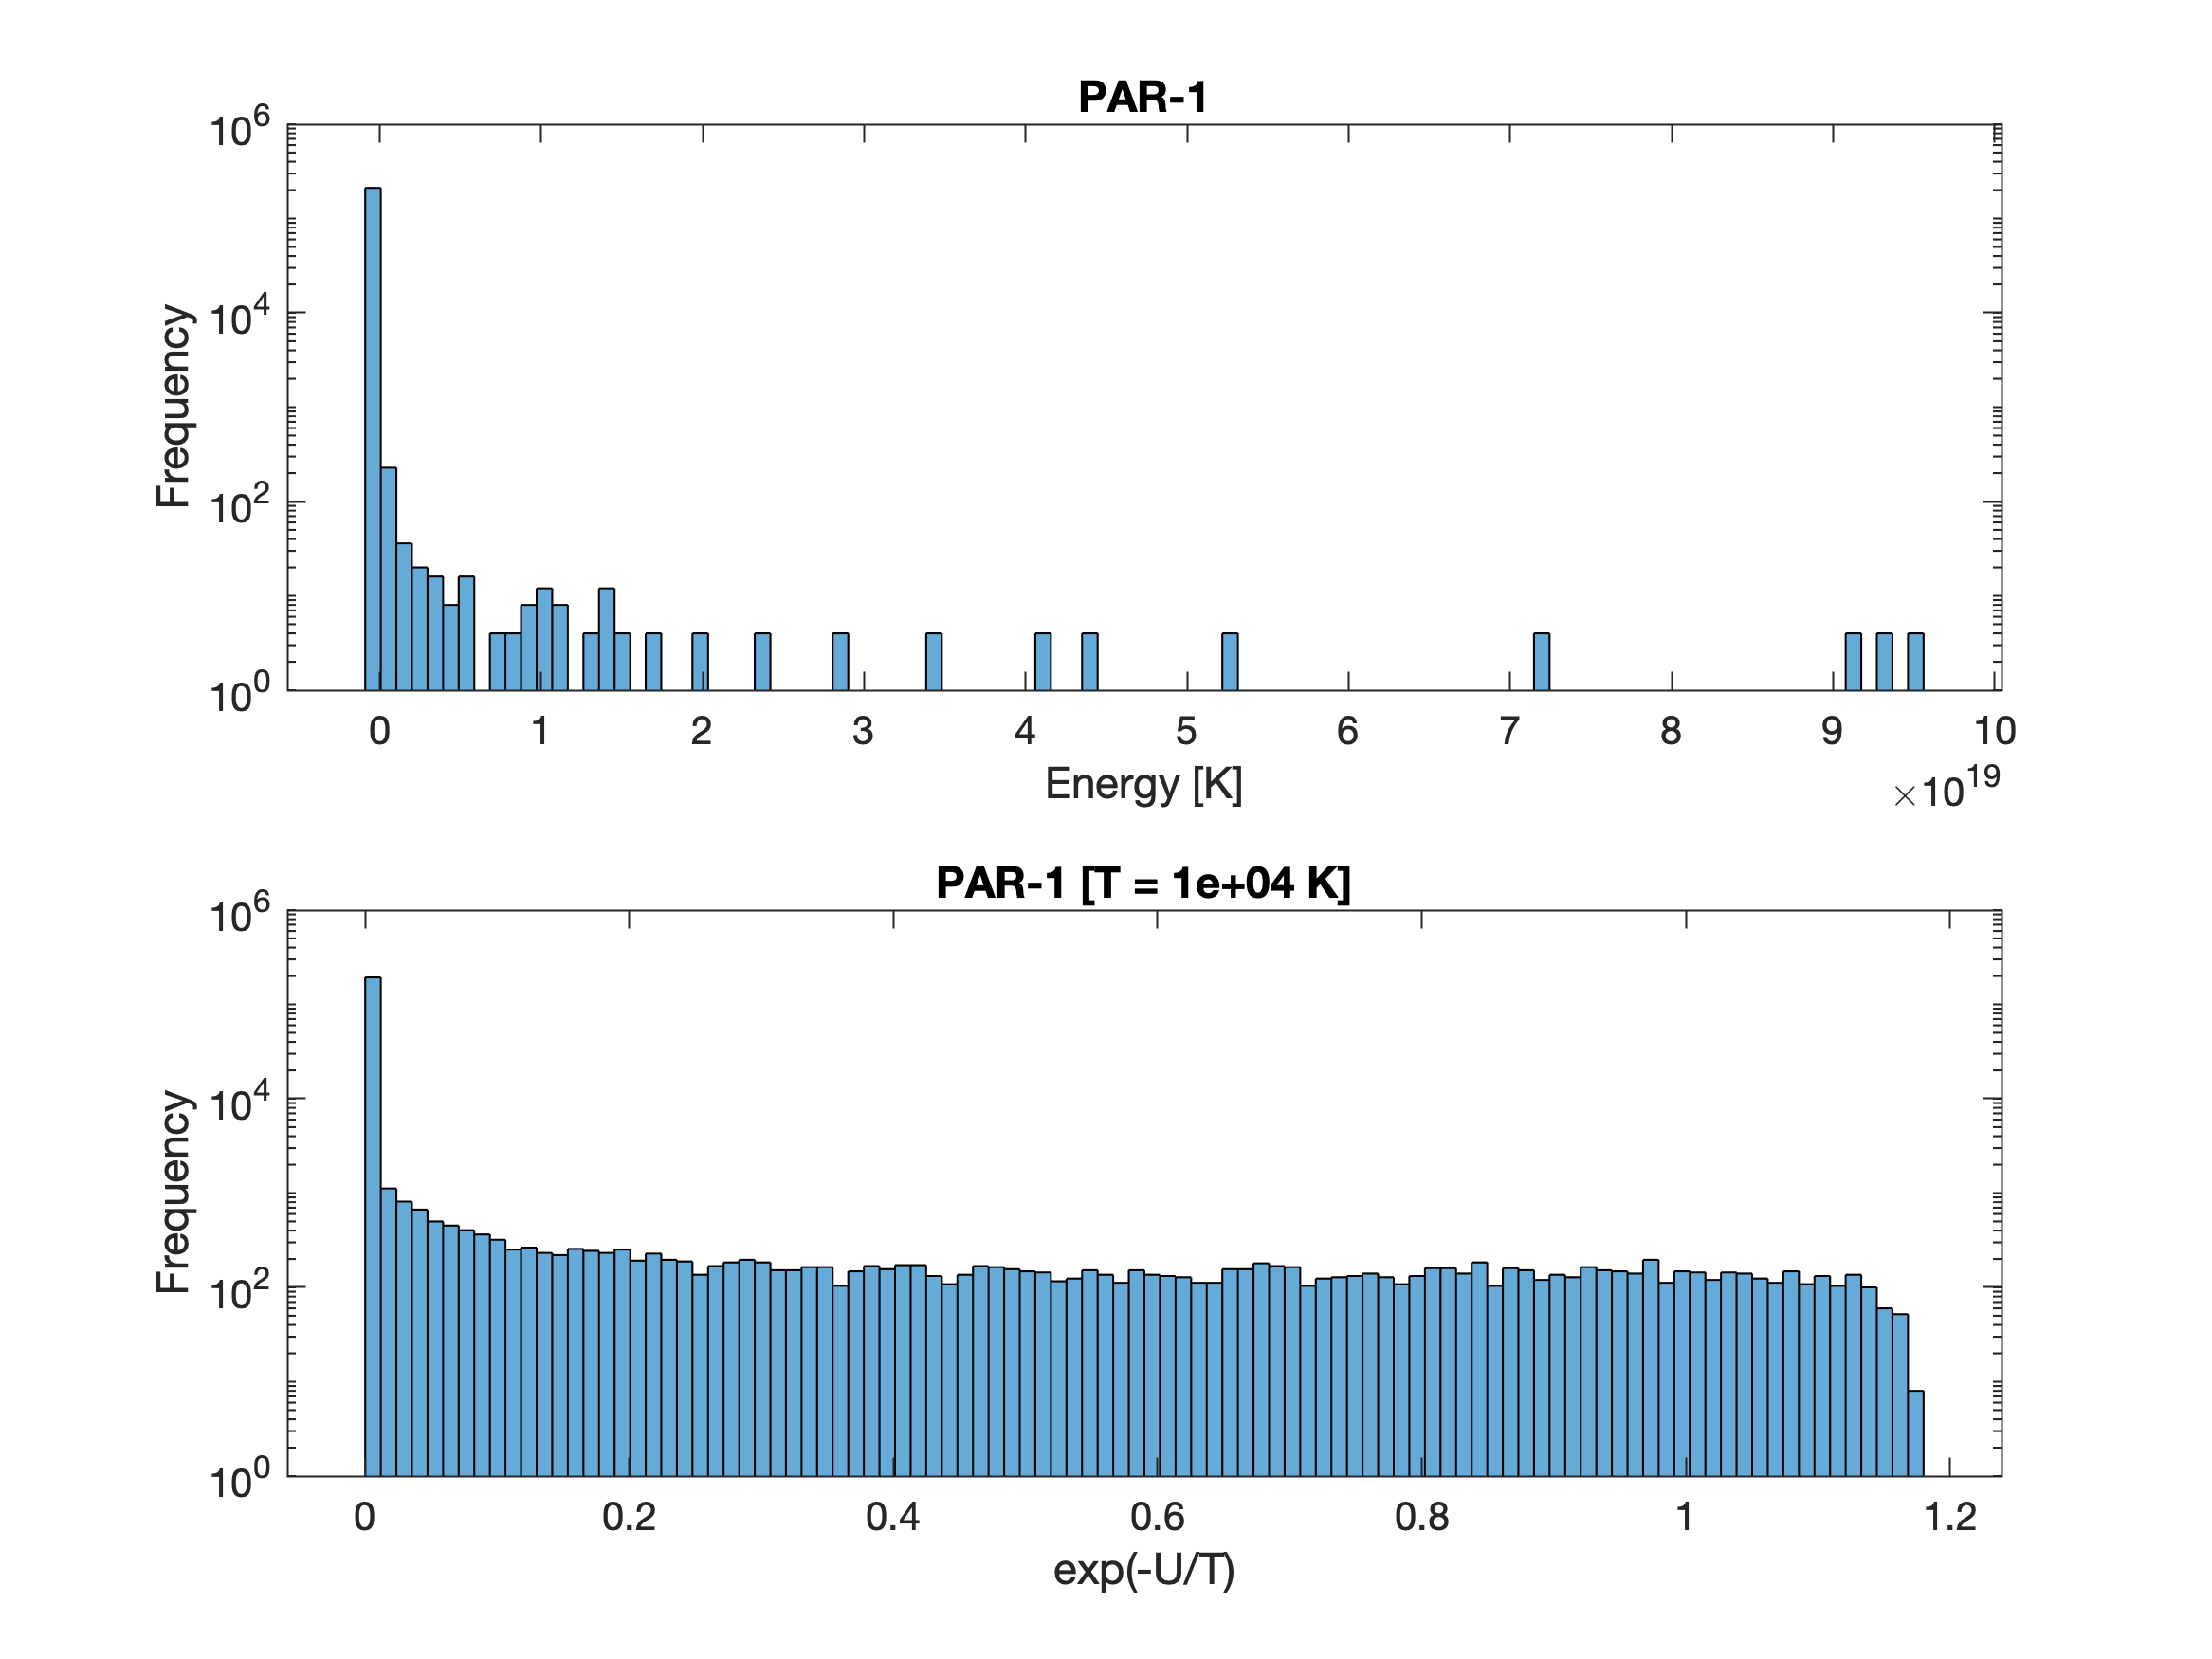 PAR-1
Frequency
10^6
10^4
10^2
10^0
0 1 2 3 4 5 6 7 8 9 10
Energy [K]
×10^19
PAR-1 [T = 1e+04 K]
Frequency
10^6
10^4
10^2
10^0
0 0.2 0.4 0.6 0.8 1 1.2
exp(-U/T)